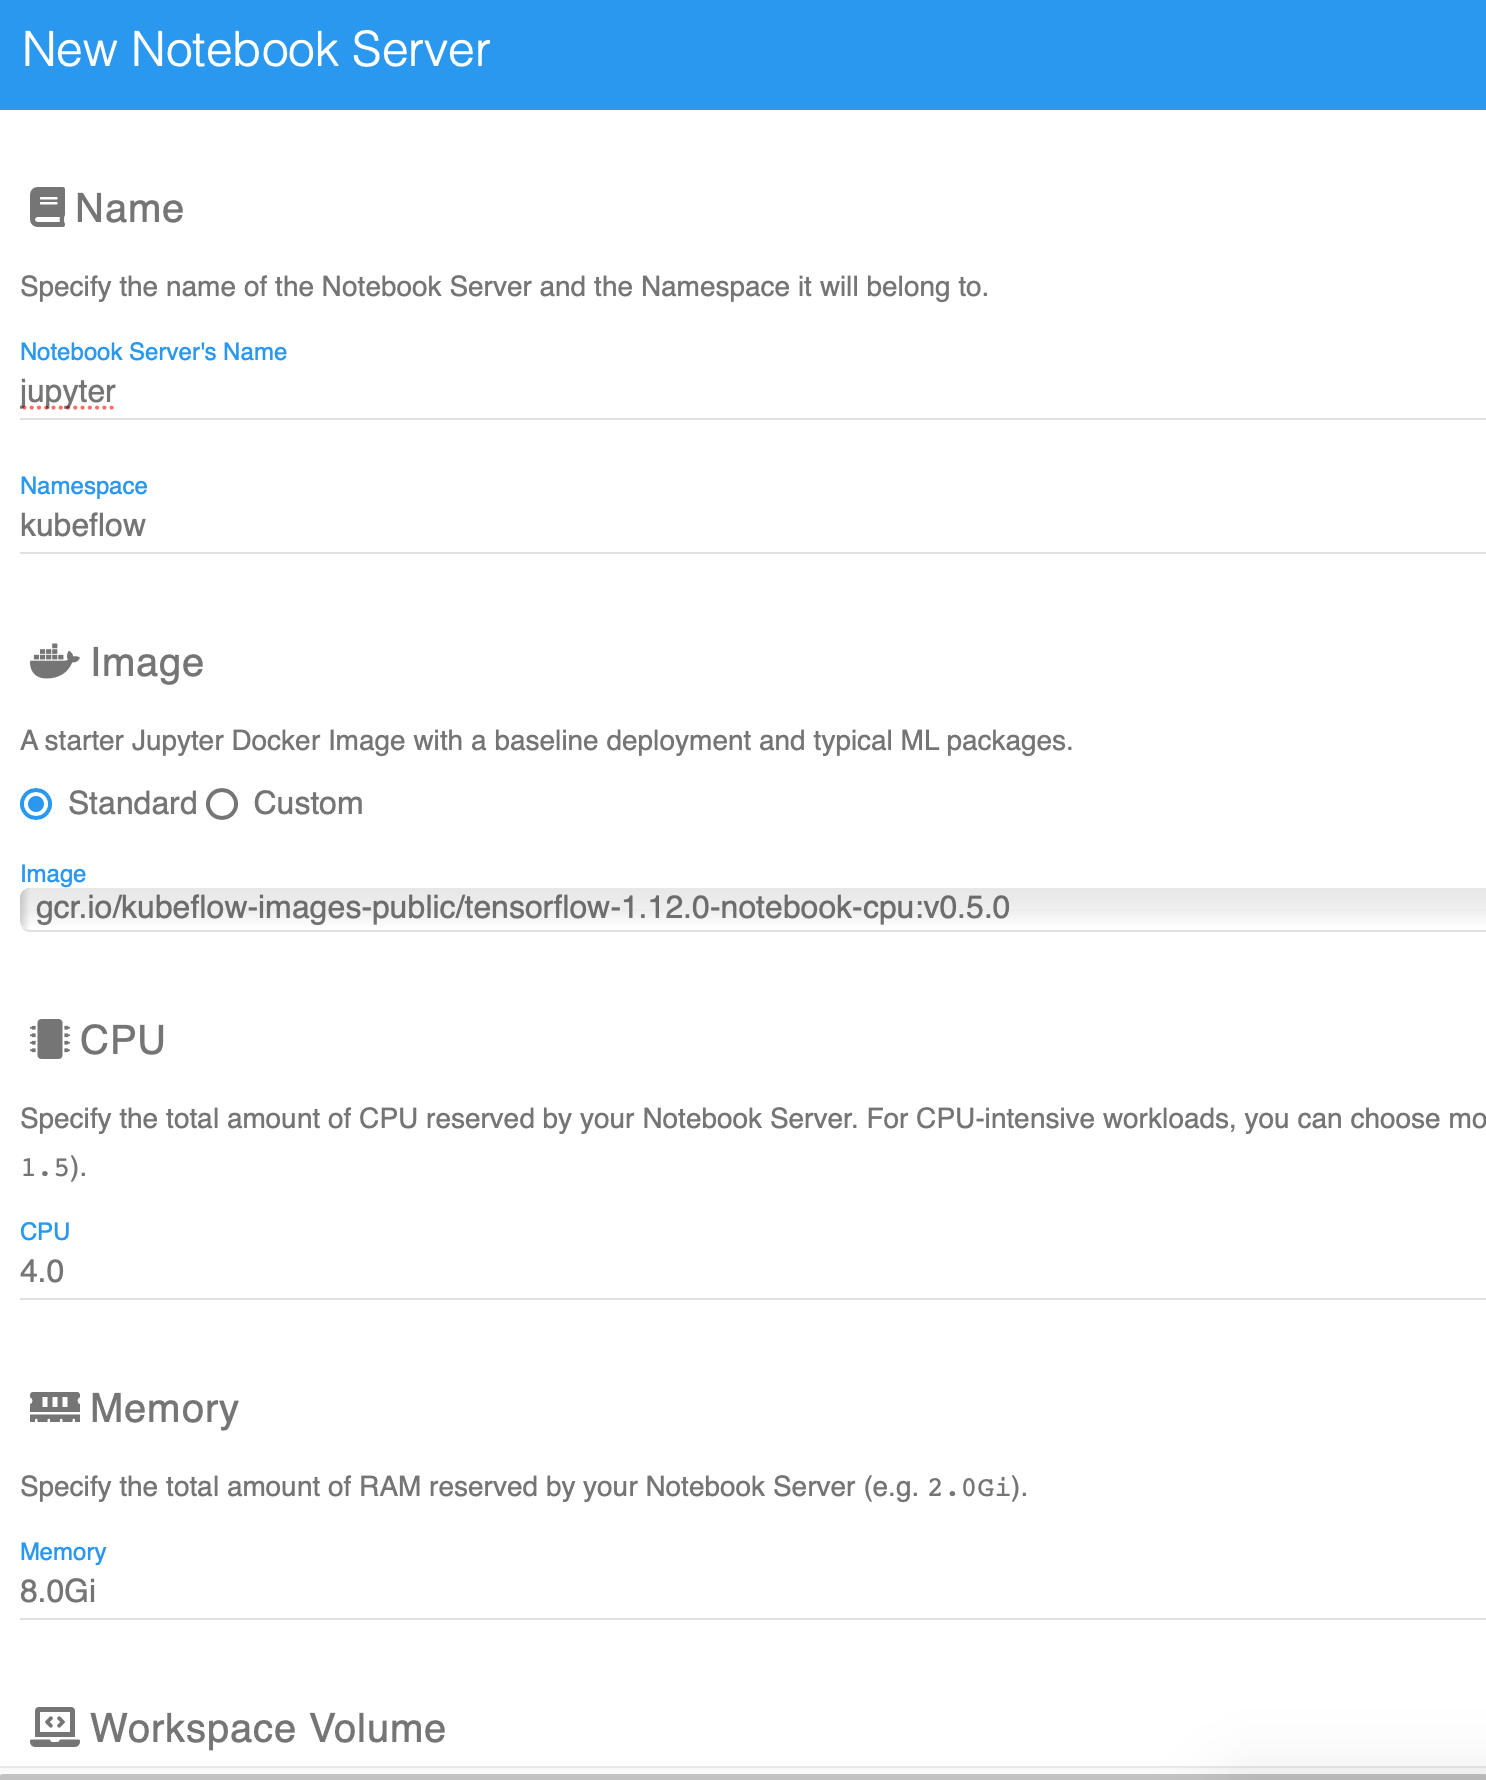 New Notebook Server
Name
Specify the name of the Notebook Server and the Namespace it will belong to.
Notebook Server's Name
jupyter
Namespace
kubeflow
Image
A starter Jupyter Docker Image with a baseline deployment and typical ML packages.
Standard Custom
Image
gcr.io/kubeflow-images-public/tensorflow-1.12.0-notebook-cpu:v0.5.0
CPU
Specify the total amount of CPU reserved by your Notebook Server. For CPU-intensive workloads, you can choose
1.5).
CPU
4.0
Memory
Specify the total amount of RAM reserved by your Notebook Server (e.g. 2.0Gi).
Memory
8.0Gi
Workspace Volume